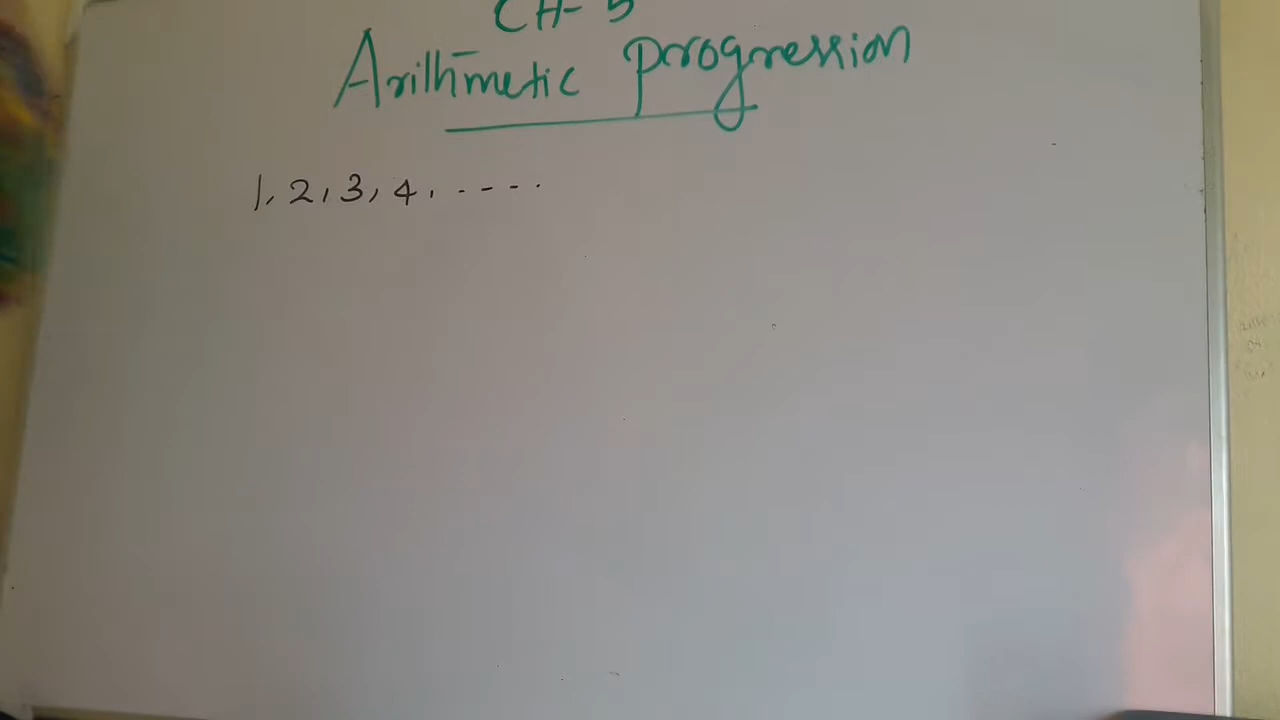 CH- 5
Arithmetic progression
1, 2, 3, 4, - - - -